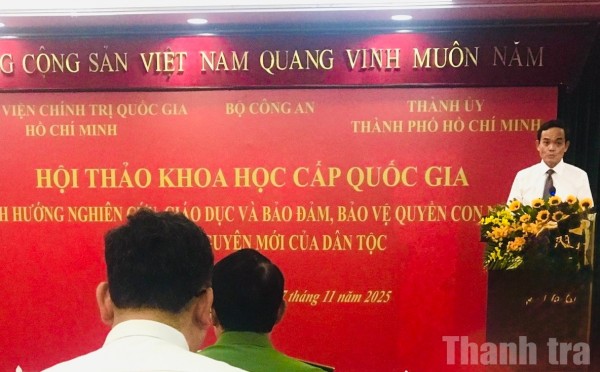 G CỘNG SẢN VIỆT NAM QUANG VINH MUÔN NĂM
VIỆN CHÍNH TRỊ QUỐC GIA
HỒ CHÍ MINH
BỘ CÔNG AN
THÀNH ỦY
THÀNH PHỐ HỒ CHÍ MINH
HỘI THẢO KHOA HỌC CẤP QUỐC GIA
H HƯỚNG NGHIÊN CỨU, GIÁO DỤC VÀ BẢO ĐẢM, BẢO VỆ QUYỀN CON N
UYÊN MỚI CỦA DÂN TỘC
7 tháng 11 năm 2025
Thanh tra